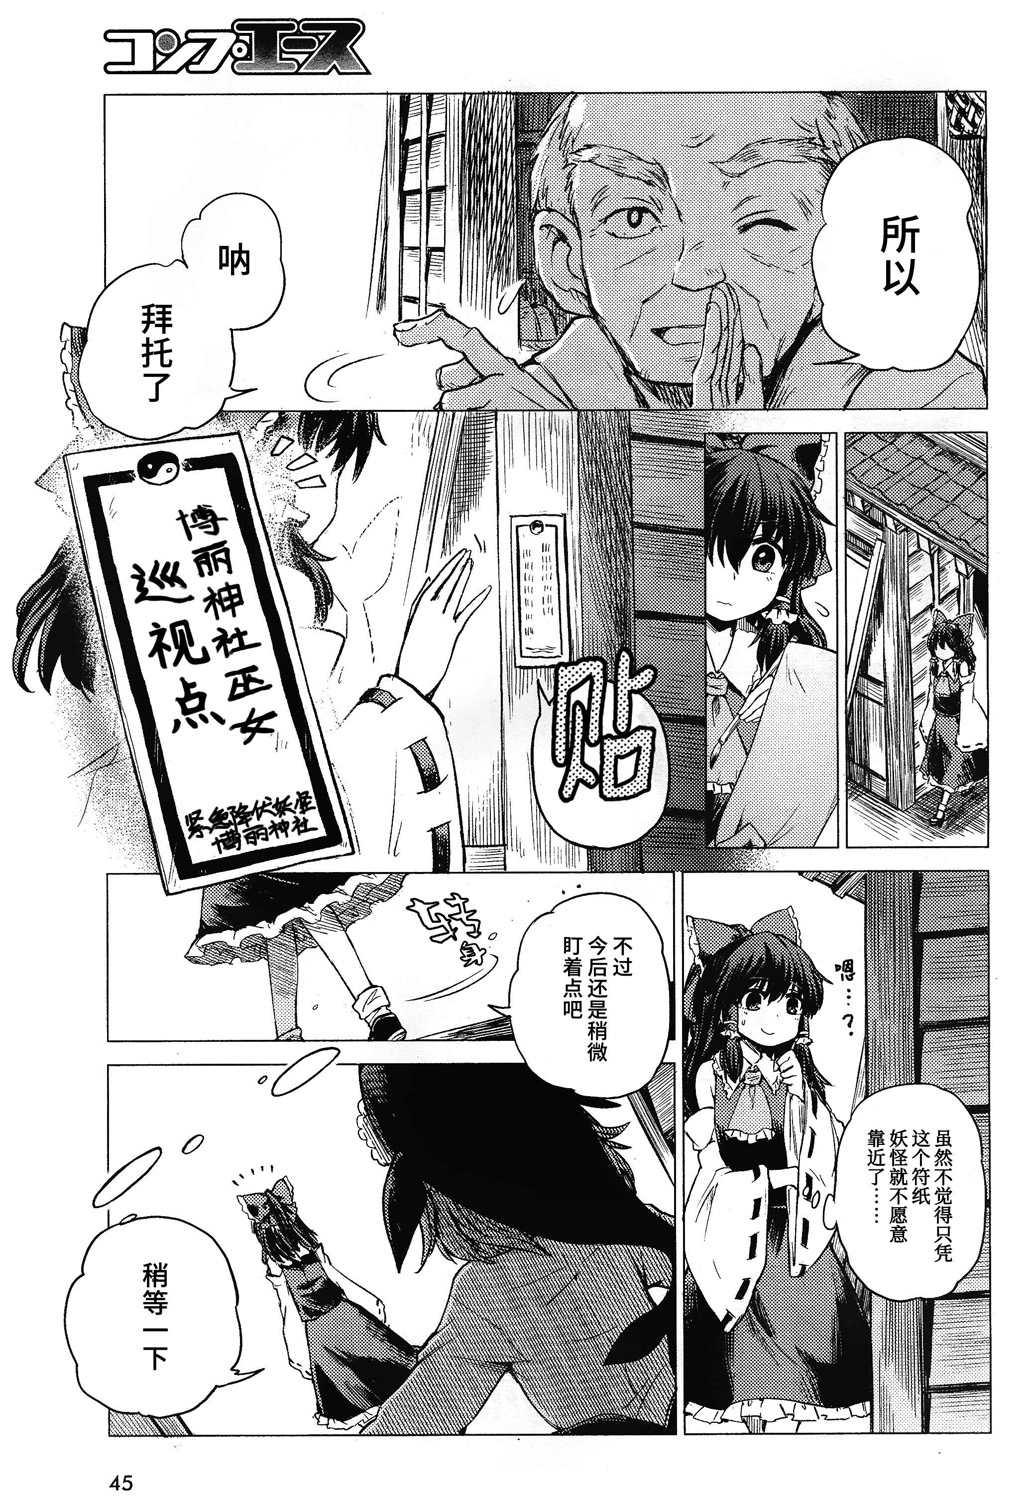 コンプ・エース
所以
呐
拜托了
博丽神社巫女
巡视点
紧急降伏妖怪
博丽神社
贴
嗯…?
虽然不觉得只凭
这个符纸
妖怪就不愿意
靠近了……
不过
今后还是稍微
盯着点吧
稍等一下
45